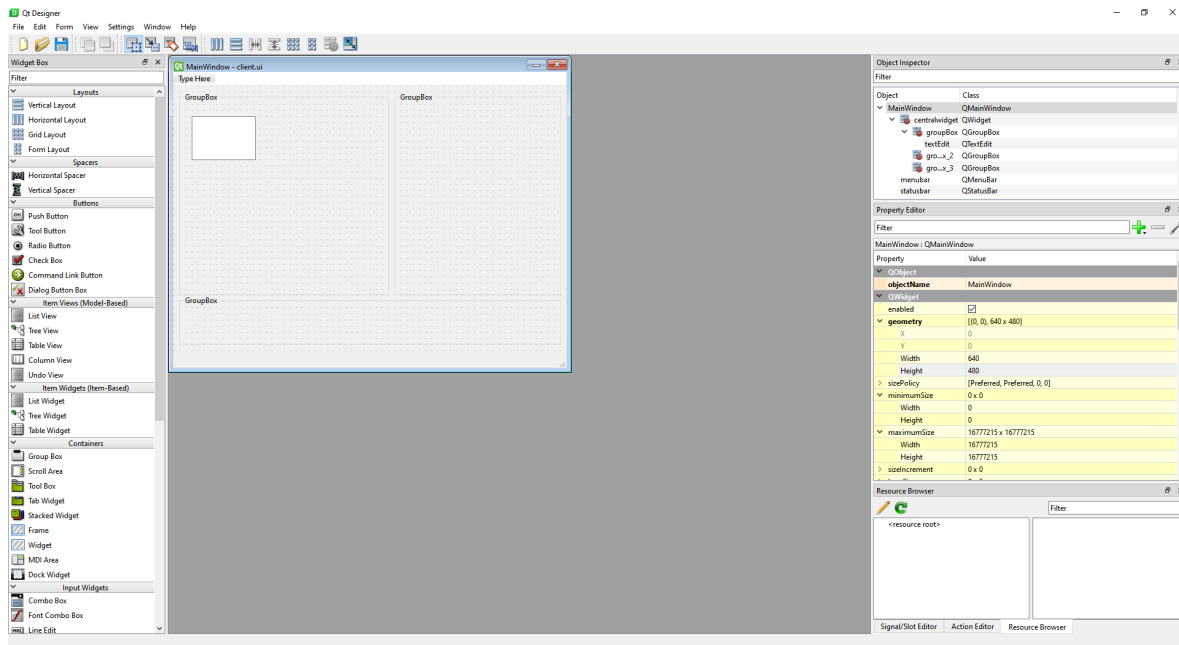 Qt Designer
File Edit Form View Settings Window Help
Widget Box
Filter
Layouts
Vertical Layout
Horizontal Layout
Grid Layout
Form Layout
Spacers
Horizontal Spacer
Vertical Spacer
Buttons
Push Button
Tool Button
Radio Button
Check Box
Command Link Button
Dialog Button Box
Item Views (Model-Based)
List View
Tree View
Table View
Column View
Undo View
Item Widgets (Item-Based)
List Widget
Tree Widget
Table Widget
Containers
Group Box
Scroll Area
Tool Box
Tab Widget
Stacked Widget
Frame
Widget
MDI Area
Dock Widget
Input Widgets
Combo Box
Font Combo Box
Line Edit
MainWindow - client.ui
Type Here
GroupBox
GroupBox
GroupBox
Object Inspector
Filter
Object Class
MainWindow QMainWindow
centralwidget QWidget
groupBox QGroupBox
textEdit QTextEdit
gro...x_2 QGroupBox
gro...x_3 QGroupBox
menubar QMenuBar
statusbar QStatusBar
Property Editor
Filter
MainWindow : QMainWindow
Property Value
QObject
objectName MainWindow
QWidget
enabled
geometry [(0, 0), 640 x 480]
X 0
Y 0
Width 640
Height 480
sizePolicy [Preferred, Preferred, 0, 0]
minimumSize 0 x 0
Width 0
Height 0
maximumSize 16777215 x 16777215
Width 16777215
Height 16777215
sizeIncrement 0 x 0
Resource Browser
Filter
<resource root>
Signal/Slot Editor Action Editor Resource Browser